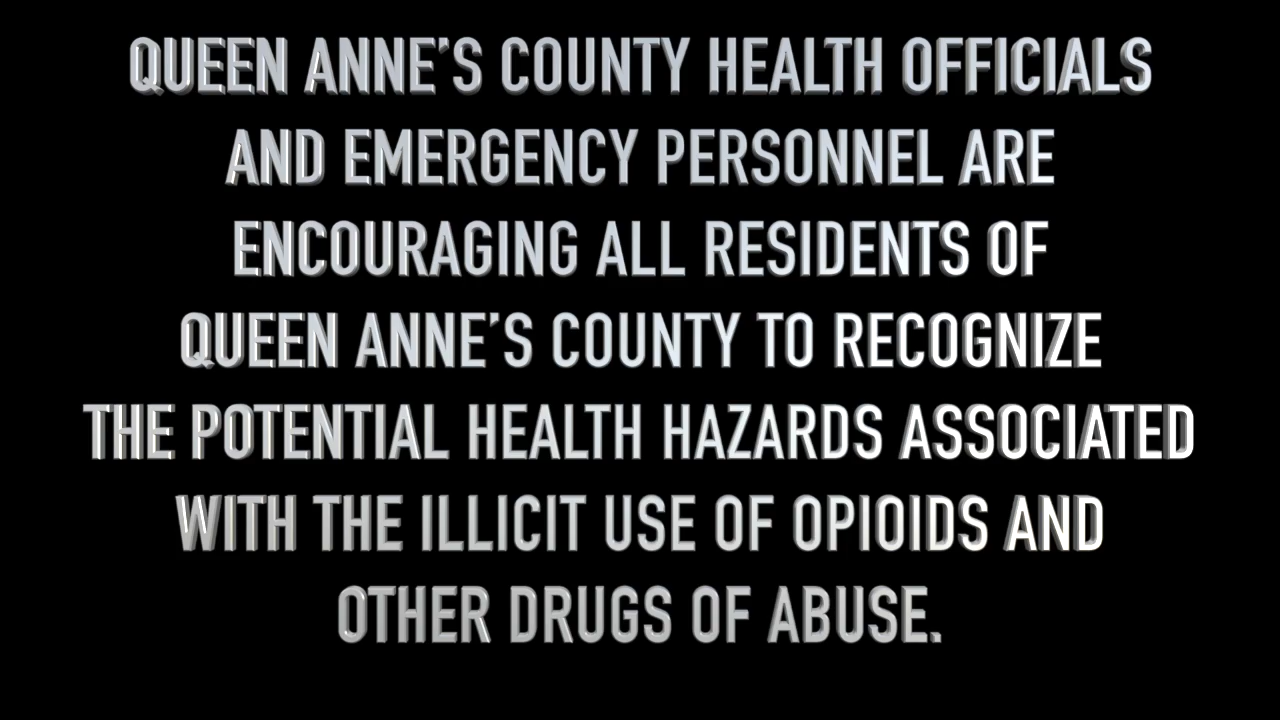 QUEEN ANNE'S COUNTY HEALTH OFFICIALS
AND EMERGENCY PERSONNEL ARE
ENCOURAGING ALL RESIDENTS OF
QUEEN ANNE'S COUNTY TO RECOGNIZE
THE POTENTIAL HEALTH HAZARDS ASSOCIATED
WITH THE ILLICIT USE OF OPIOIDS AND
OTHER DRUGS OF ABUSE.